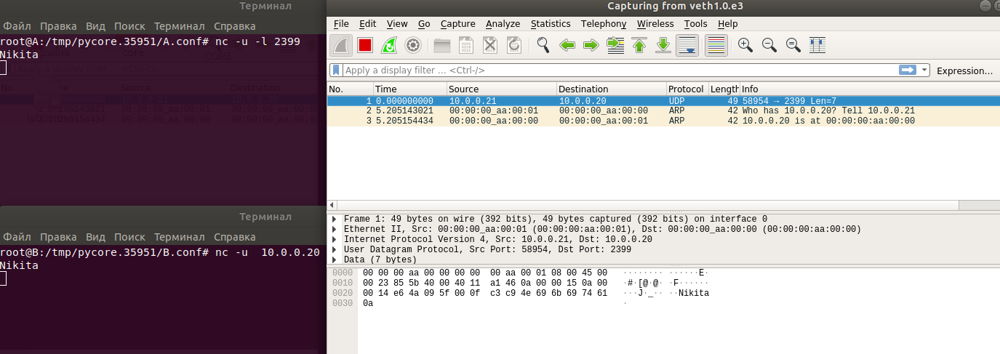 Терминал
Файл Правка Вид Поиск Терминал Справка
root@A:/tmp/pycore.35951/A.conf# nc -u -l 2399
Nikita
Терминал
Файл Правка Вид Поиск Терминал Справка
root@B:/tmp/pycore.35951/B.conf# nc -u  10.0.0.20
Nikita
Capturing from veth1.0.e3
File Edit View Go Capture Analyze Statistics Telephony Wireless Tools Help
Apply a display filter ... <Ctrl-/> Expression...
No. Time Source Destination Protocol Length Info
1 0.000000000 10.0.0.21 10.0.0.20 UDP 49 58954 → 2399 Len=7
2 5.205143021 00:00:00_aa:00:01 00:00:00_aa:00:00 ARP 42 Who has 10.0.0.20? Tell 10.0.0.21
3 5.205154434 00:00:00_aa:00:00 00:00:00_aa:00:01 ARP 42 10.0.0.20 is at 00:00:00:aa:00:00
Frame 1: 49 bytes on wire (392 bits), 49 bytes captured (392 bits) on interface 0
Ethernet II, Src: 00:00:00_aa:00:01 (00:00:00:aa:00:01), Dst: 00:00:00_aa:00:00 (00:00:00:aa:00:00)
Internet Protocol Version 4, Src: 10.0.0.21, Dst: 10.0.0.20
User Datagram Protocol, Src Port: 58954, Dst Port: 2399
Data (7 bytes)
0000 00 00 00 aa 00 00 00 00 00 aa 00 01 08 00 45 00 ········ ······E·
0010 00 23 85 5b 40 00 40 11 a1 46 0a 00 00 15 0a 00 ·#·[@·@· ·F······
0020 00 14 e6 4a 09 5f 00 0f c3 c9 4e 69 6b 69 74 61 ···J·_·· ··Nikita
0030 0a ·